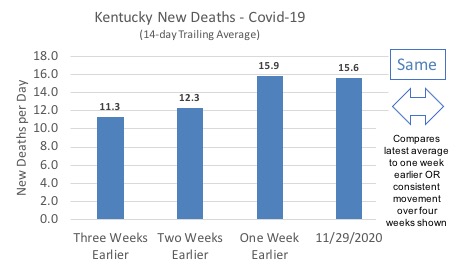 Kentucky New Deaths - Covid-19
(14-day Trailing Average)
New Deaths per Day
18.0
16.0
14.0
12.0
10.0
8.0
6.0
4.0
2.0
0.0
11.3
12.3
15.9
15.6
Three Weeks
Earlier
Two Weeks
Earlier
One Week
Earlier
11/29/2020
Same
Compares
latest average
to one week
earlier OR
consistent
movement
over four
weeks shown